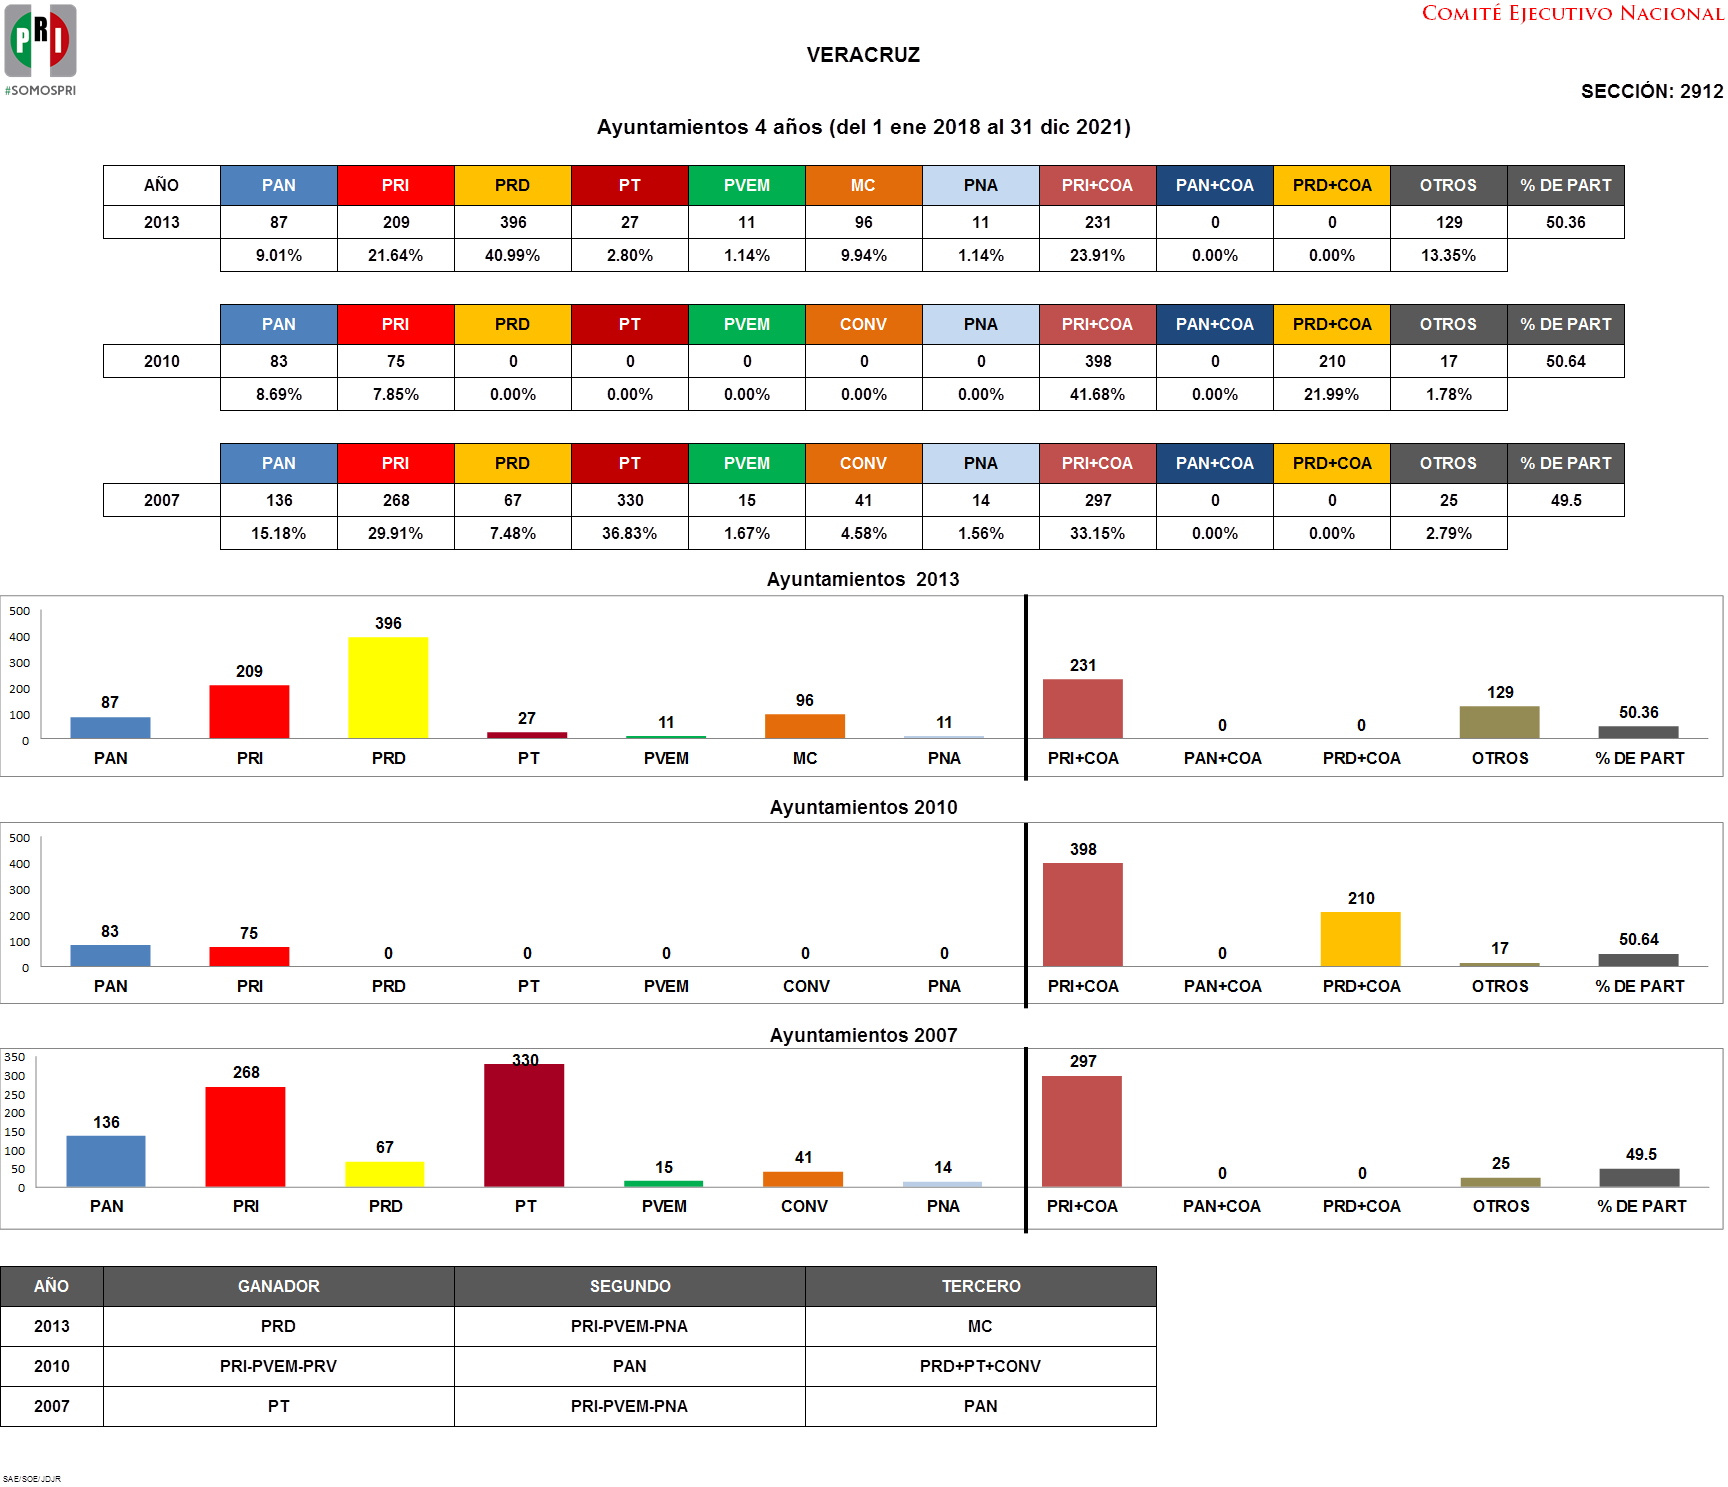 PRI
#SOMOSPRI
COMITÉ EJECUTIVO NACIONAL
VERACRUZ
SECCIÓN: 2912
Ayuntamientos 4 años (del 1 ene 2018 al 31 dic 2021)
AÑO PAN PRI PRD PT PVEM MC PNA PRI+COA PAN+COA PRD+COA OTROS % DE PART
2013 87 209 396 27 11 96 11 231 0 0 129 50.36
9.01% 21.64% 40.99% 2.80% 1.14% 9.94% 1.14% 23.91% 0.00% 0.00% 13.35%
PAN PRI PRD PT PVEM CONV PNA PRI+COA PAN+COA PRD+COA OTROS % DE PART
2010 83 75 0 0 0 0 0 398 0 210 17 50.64
8.69% 7.85% 0.00% 0.00% 0.00% 0.00% 0.00% 41.68% 0.00% 21.99% 1.78%
PAN PRI PRD PT PVEM CONV PNA PRI+COA PAN+COA PRD+COA OTROS % DE PART
2007 136 268 67 330 15 41 14 297 0 0 25 49.5
15.18% 29.91% 7.48% 36.83% 1.67% 4.58% 1.56% 33.15% 0.00% 0.00% 2.79%
Ayuntamientos 2013
500
400
300
200
100
0
87 209 396 27 11 96 11 231 0 0 129 50.36
PAN PRI PRD PT PVEM MC PNA PRI+COA PAN+COA PRD+COA OTROS % DE PART
Ayuntamientos 2010
500
400
300
200
100
0
83 75 0 0 0 0 0 398 0 210 17 50.64
PAN PRI PRD PT PVEM CONV PNA PRI+COA PAN+COA PRD+COA OTROS % DE PART
Ayuntamientos 2007
350
300
250
200
150
100
50
0
136 268 67 330 15 41 14 297 0 0 25 49.5
PAN PRI PRD PT PVEM CONV PNA PRI+COA PAN+COA PRD+COA OTROS % DE PART
AÑO GANADOR SEGUNDO TERCERO
2013 PRD PRI-PVEM-PNA MC
2010 PRI-PVEM-PRV PAN PRD+PT+CONV
2007 PT PRI-PVEM-PNA PAN
SAE/SOE/JDJR